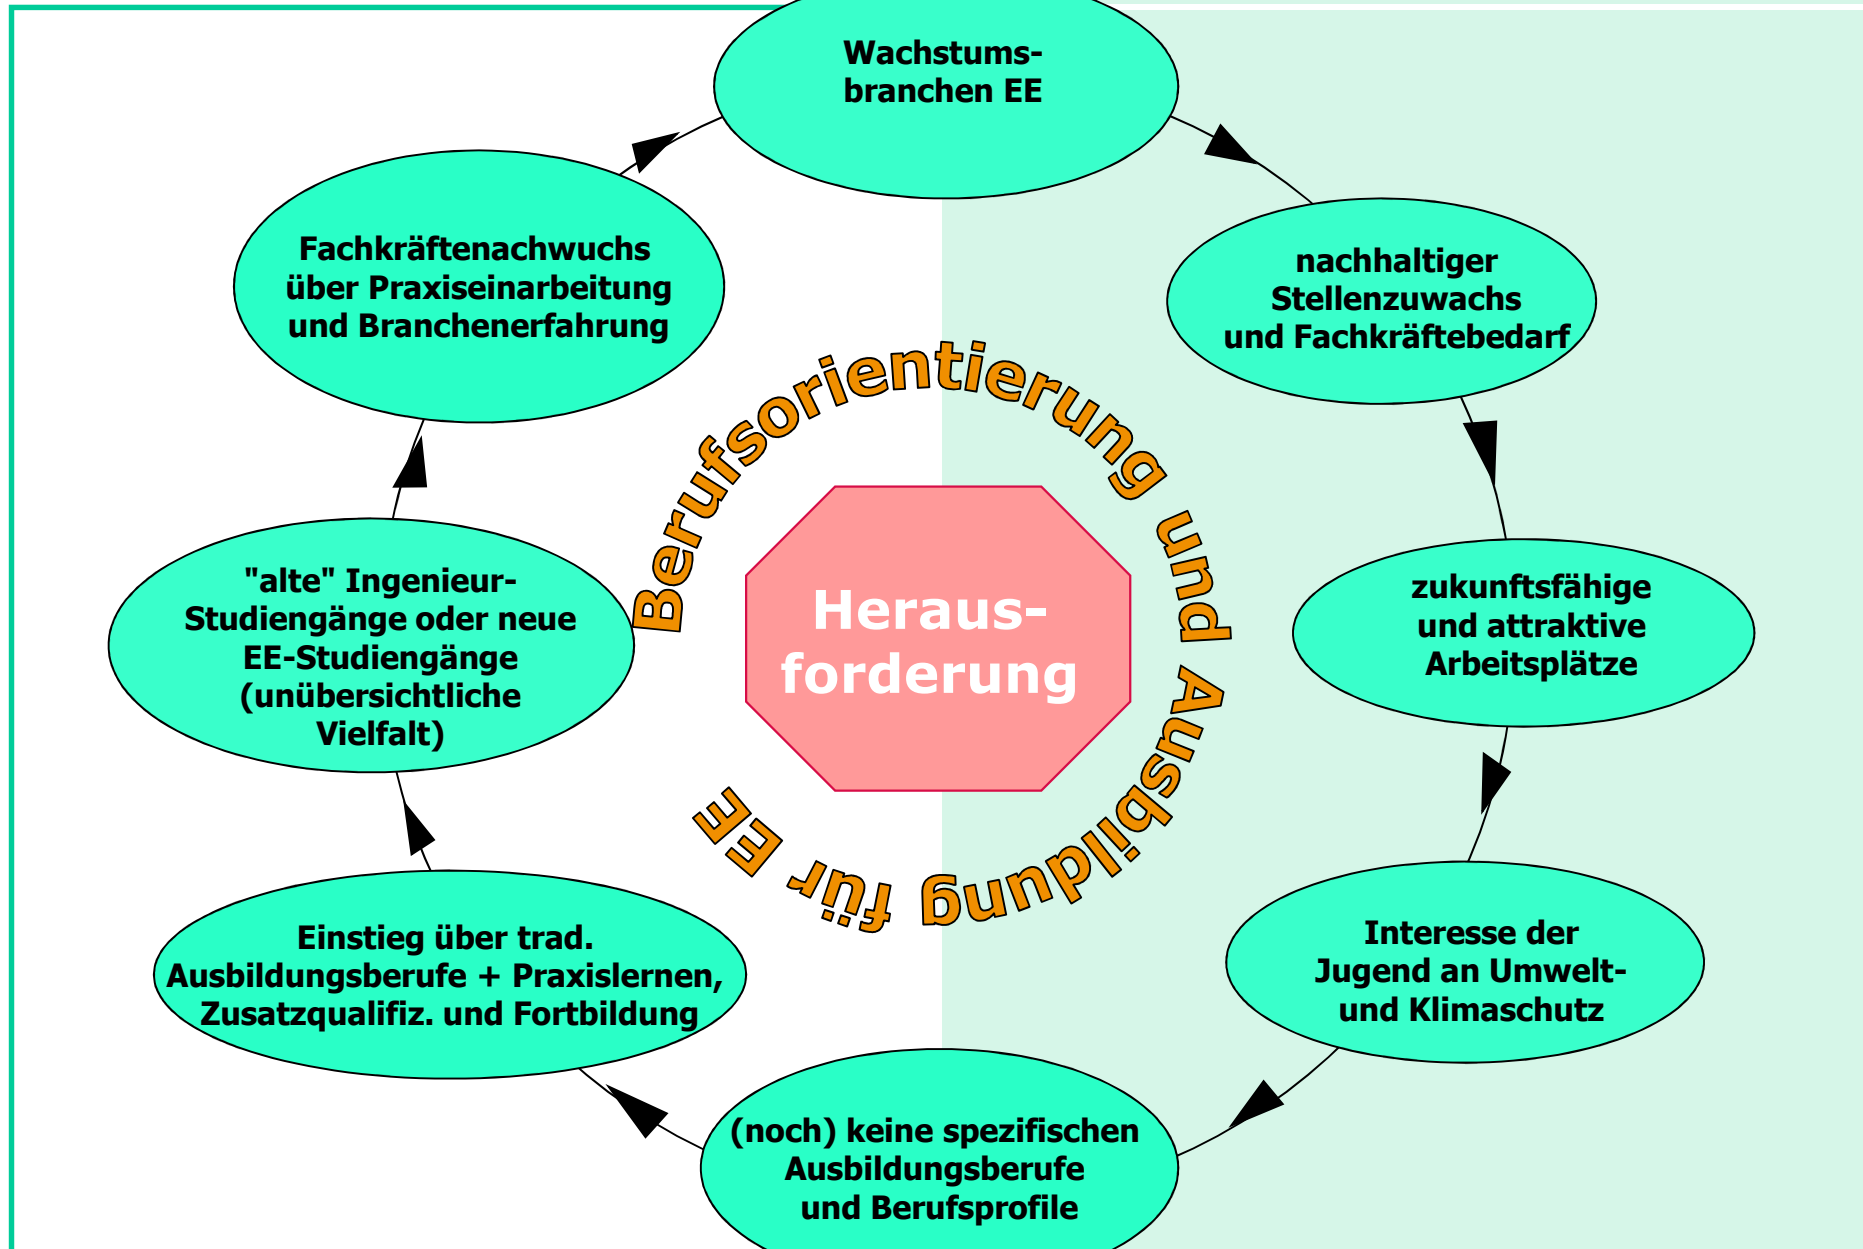 Wachstums-
branchen EE
nachhaltiger
Stellenzuwachs
und Fachkräftebedarf
zukunftsfähige
und attraktive
Arbeitsplätze
Interesse der
Jugend an Umwelt-
und Klimaschutz
(noch) keine spezifischen
Ausbildungsberufe
und Berufsprofile
Einstieg über trad.
Ausbildungsberufe + Praxislernen,
Zusatzqualifiz. und Fortbildung
"alte" Ingenieur-
Studiengänge oder neue
EE-Studiengänge
(unübersichtliche
Vielfalt)
Fachkräftenachwuchs
über Praxiseinarbeitung
und Branchenerfahrung
Berufsorientierung und Ausbildung für EE
Heraus-
forderung